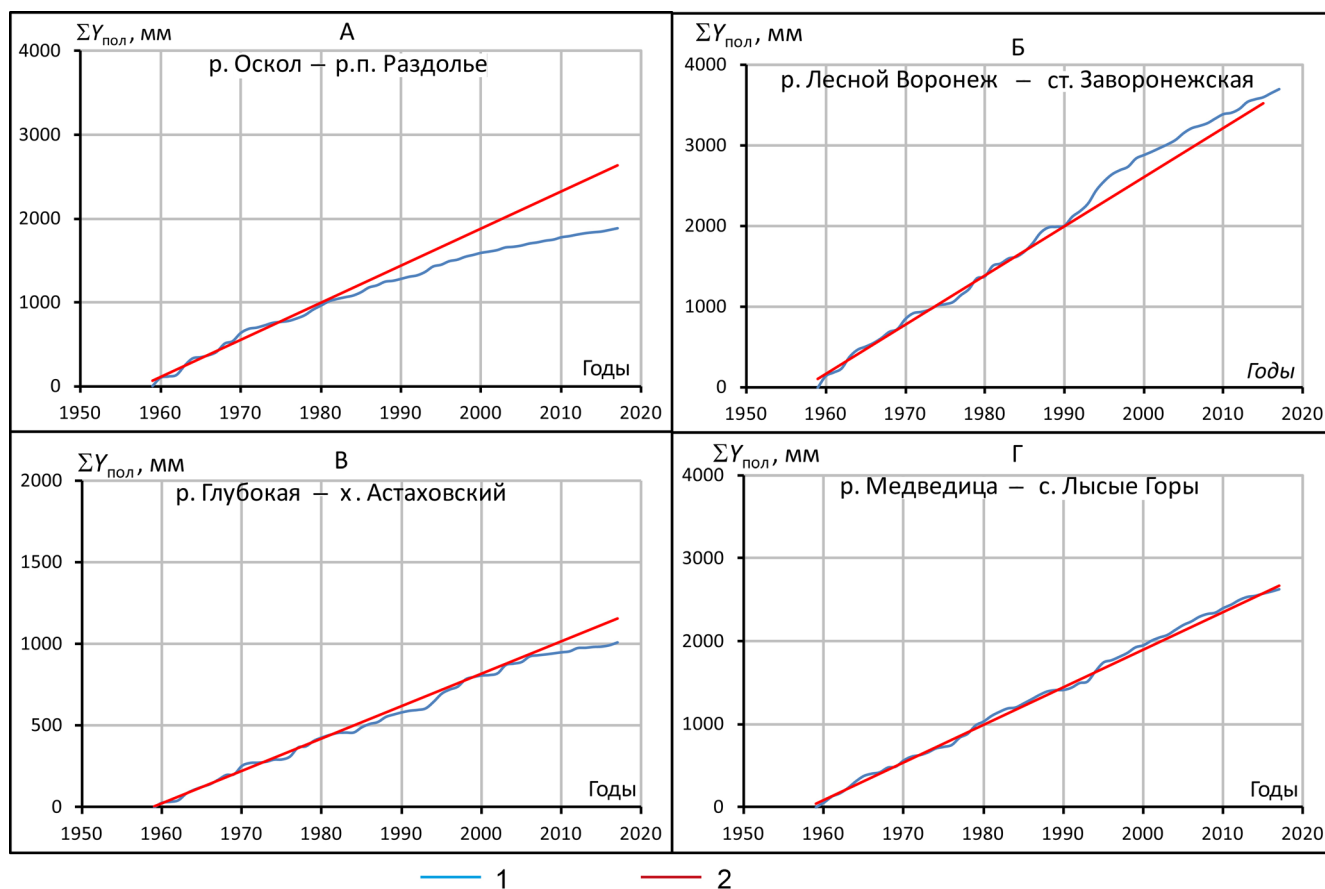 ΣYпол, мм
А
р. Оскол – р.п. Раздолье
4000
3000
2000
1000
0
Годы
1950 1960 1970 1980 1990 2000 2010 2020
ΣYпол, мм
Б
р. Лесной Воронеж – ст. Заворонежская
4000
3000
2000
1000
0
Годы
1950 1960 1970 1980 1990 2000 2010 2020
ΣYпол, мм
В
р. Глубокая – х. Астаховский
2000
1500
1000
500
0
Годы
1950 1960 1970 1980 1990 2000 2010 2020
ΣYпол, мм
Г
р. Медведица – с. Лысые Горы
4000
3000
2000
1000
0
Годы
1950 1960 1970 1980 1990 2000 2010 2020
1 2